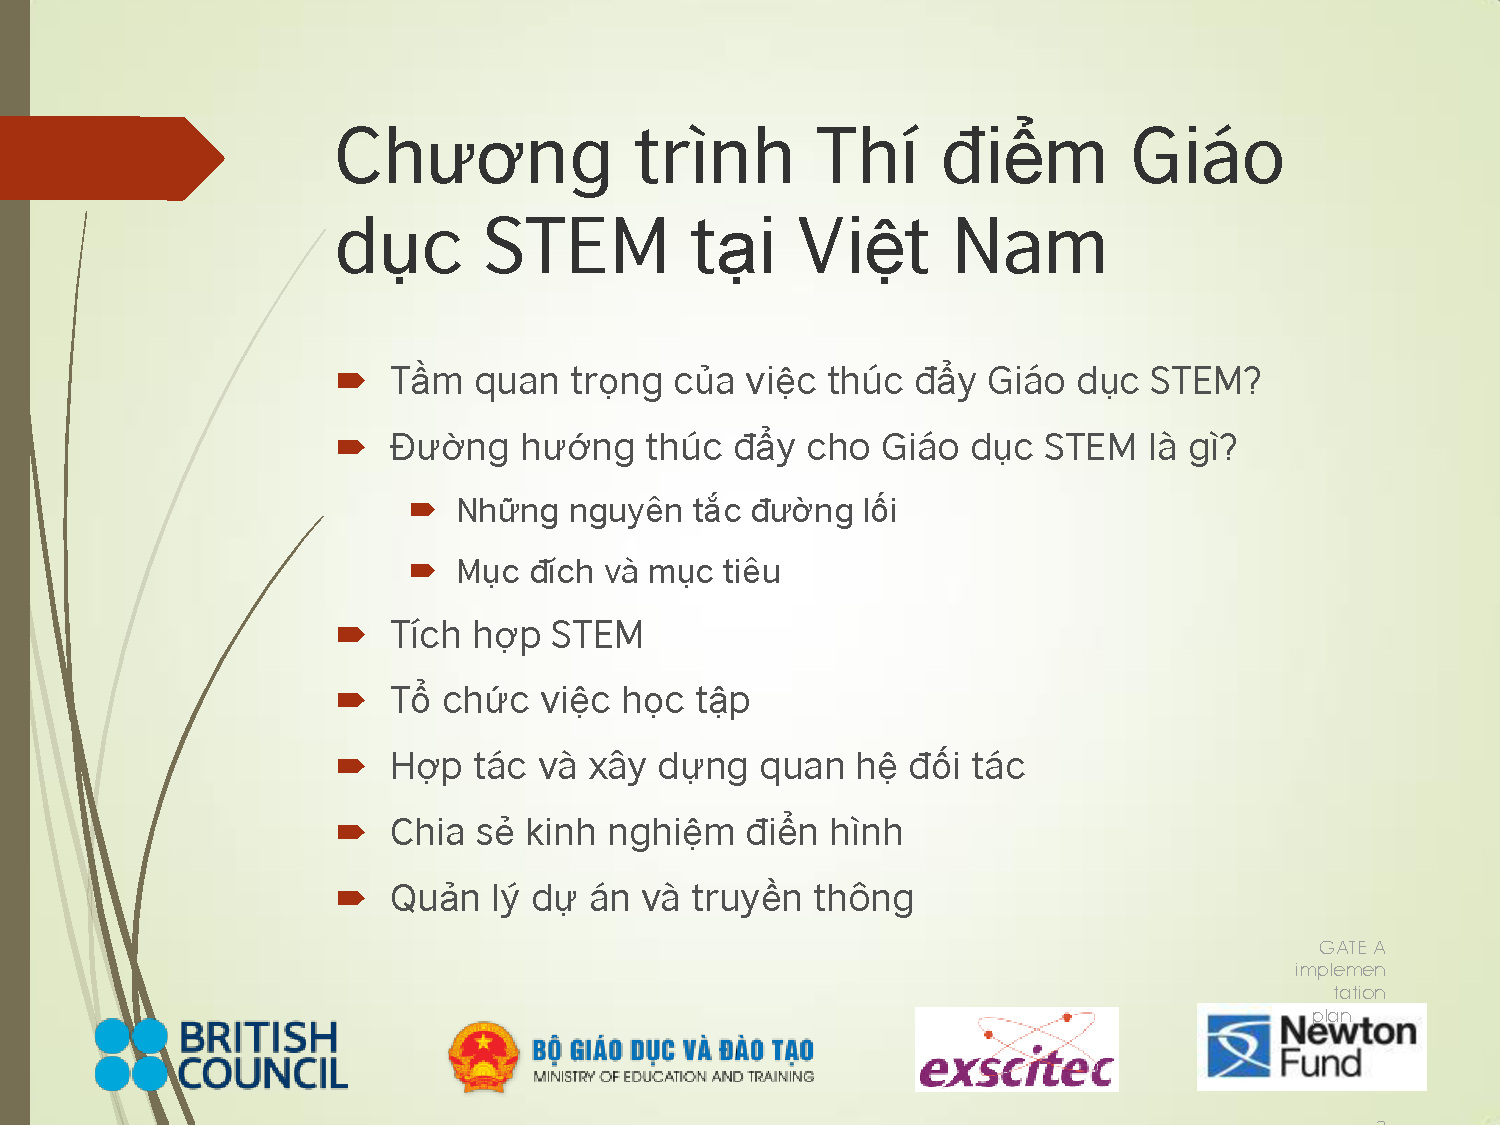 Chương trình Thí điểm Giáo
dục STEM tại Việt Nam
Tầm quan trọng của việc thúc đẩy Giáo dục STEM?
Đường hướng thúc đẩy cho Giáo dục STEM là gì?
Những nguyên tắc đường lối
Mục đích và mục tiêu
Tích hợp STEM
Tổ chức việc học tập
Hợp tác và xây dựng quan hệ đối tác
Chia sẻ kinh nghiệm điển hình
Quản lý dự án và truyền thông
GATE A
implemen
tation
plan
BRITISH
COUNCIL
BỘ GIÁO DỤC VÀ ĐÀO TẠO
MINISTRY OF EDUCATION AND TRAINING
exscitec
Newton
Fund